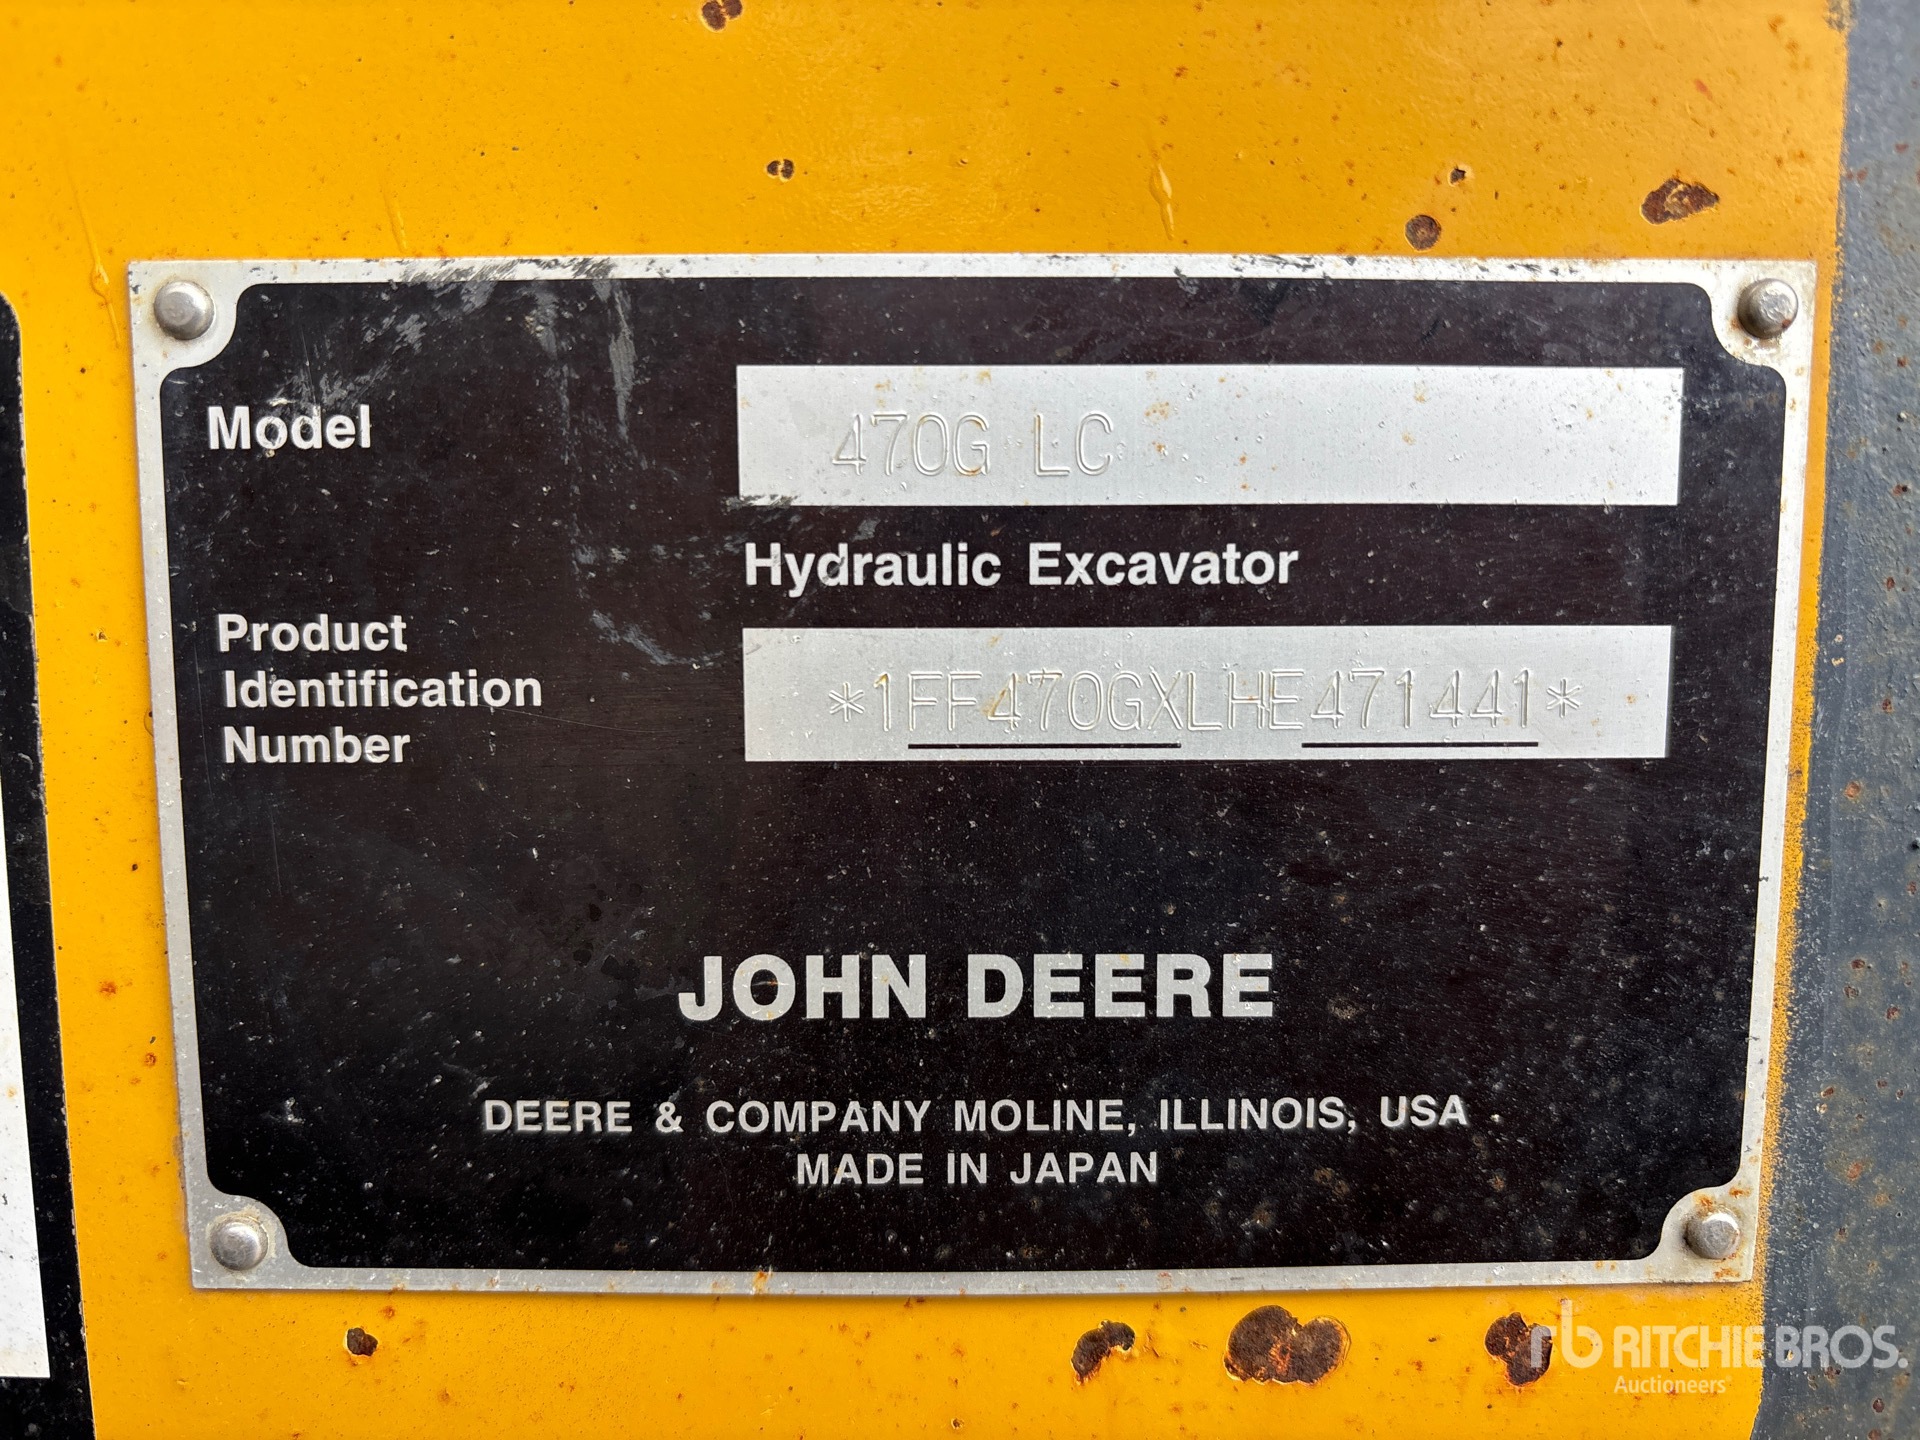 Model
470G LC
Hydraulic Excavator
Product
Identification
Number
*1FF470GXLHE471441*
JOHN DEERE
DEERE & COMPANY MOLINE, ILLINOIS, USA
MADE IN JAPAN
rb RITCHIE BROS.
Auctioneers